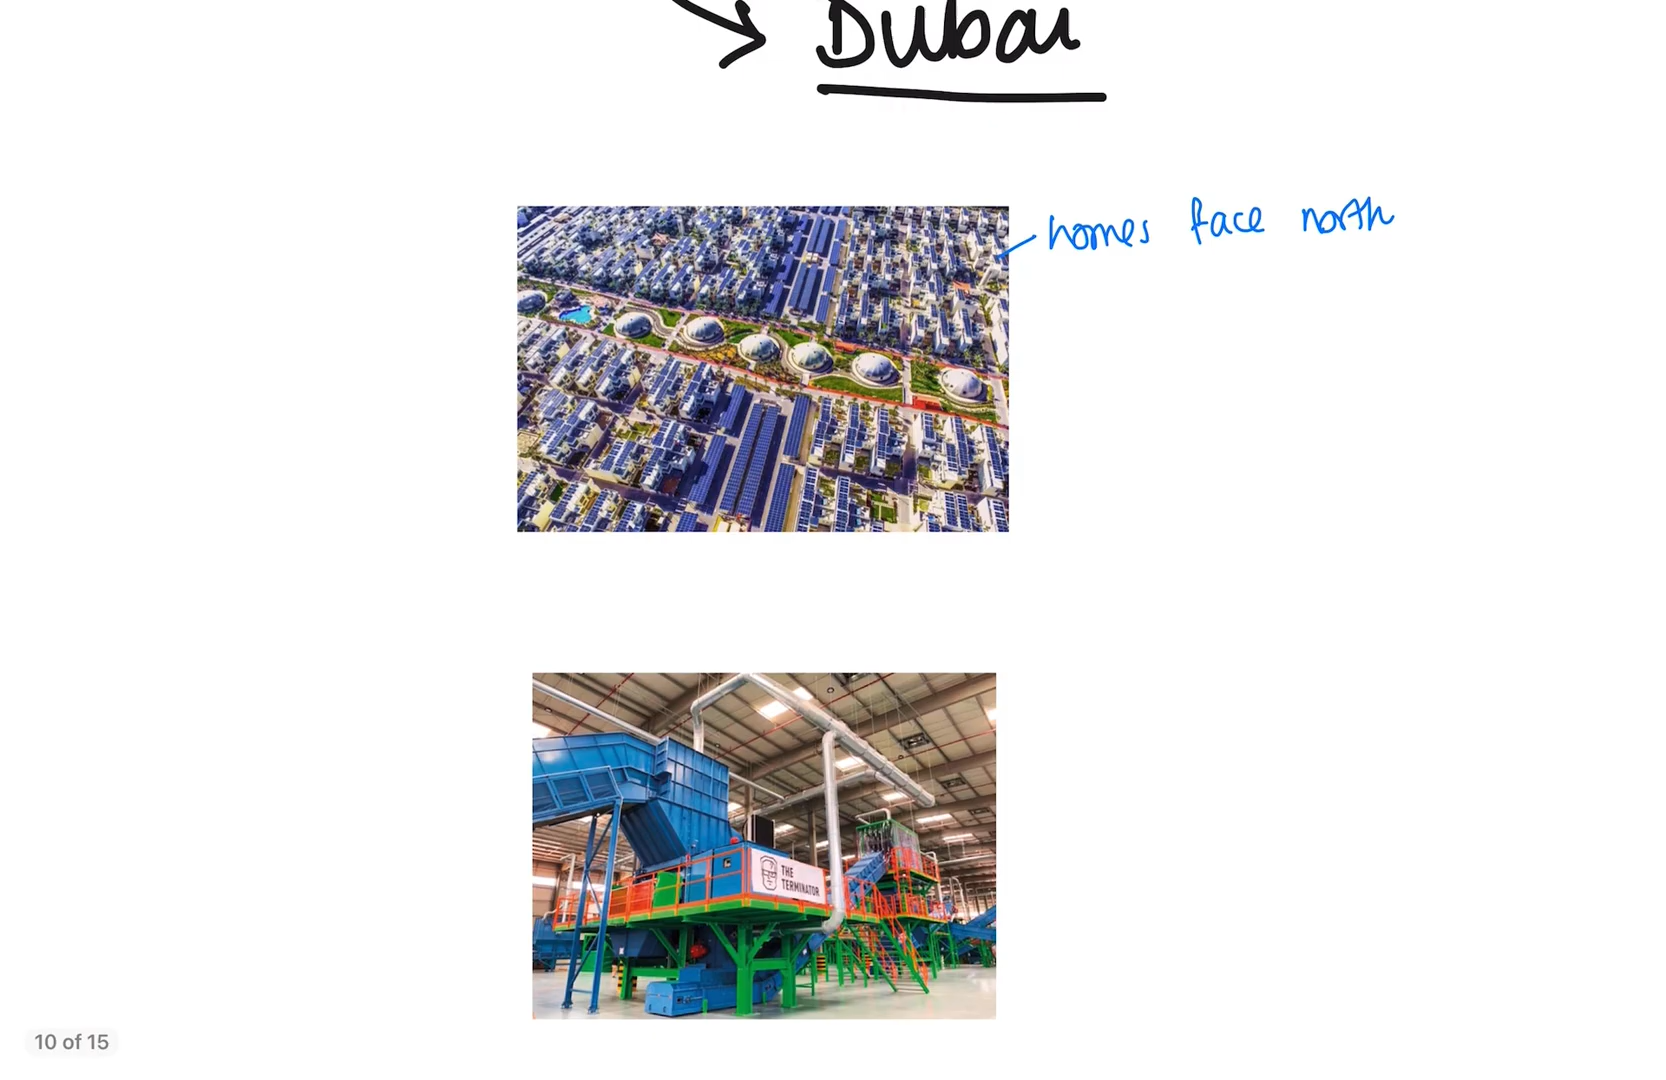 Dubai
homes face north
THE
TERMINATOR
10 of 15